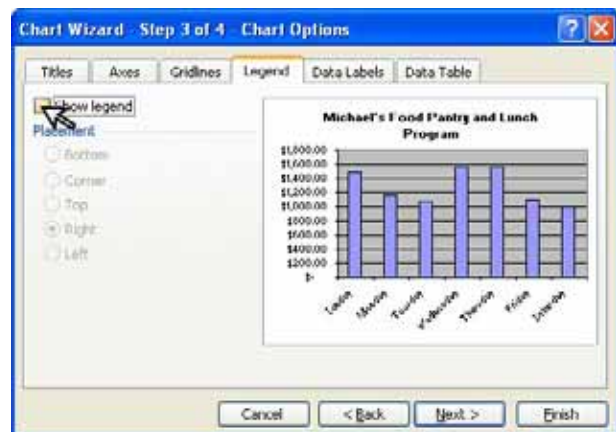 Chart Wizard - Step 3 of 4 - Chart Options
Titles
Axes
Gridlines
Legend
Data Labels
Data Table
Show legend
Placement
Bottom
Corner
Top
Right
Left
Michael's Food Pantry and Lunch
Program
$1,800.00
$1,600.00
$1,400.00
$1,200.00
$1,000.00
$800.00
$600.00
$400.00
$200.00
$-
Sunday
Monday
Tuesday
Wednesday
Thursday
Friday
Saturday
Cancel
< Back
Next >
Finish